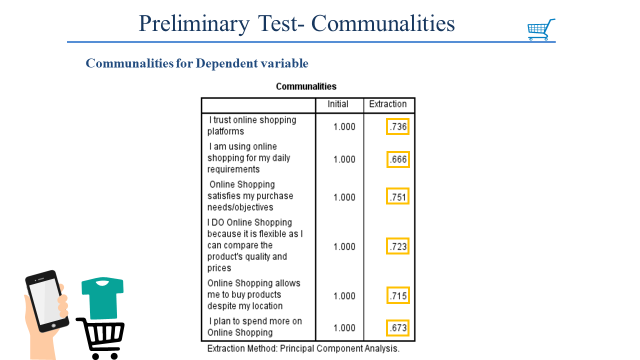 Preliminary Test- Communalities
Communalities for Dependent variable
Communalities
Initial Extraction
I trust online shopping
platforms
1.000 .736
I am using online
shopping for my daily
requirements
1.000 .666
Online Shopping
satisfies my purchase
needs/objectives
1.000 .751
I DO Online Shopping
because it is flexible as I
can compare the
product's quality and
prices
1.000 .723
Online Shopping allows
me to buy products
despite my location
1.000 .715
I plan to spend more on
Online Shopping
1.000 .673
Extraction Method: Principal Component Analysis.